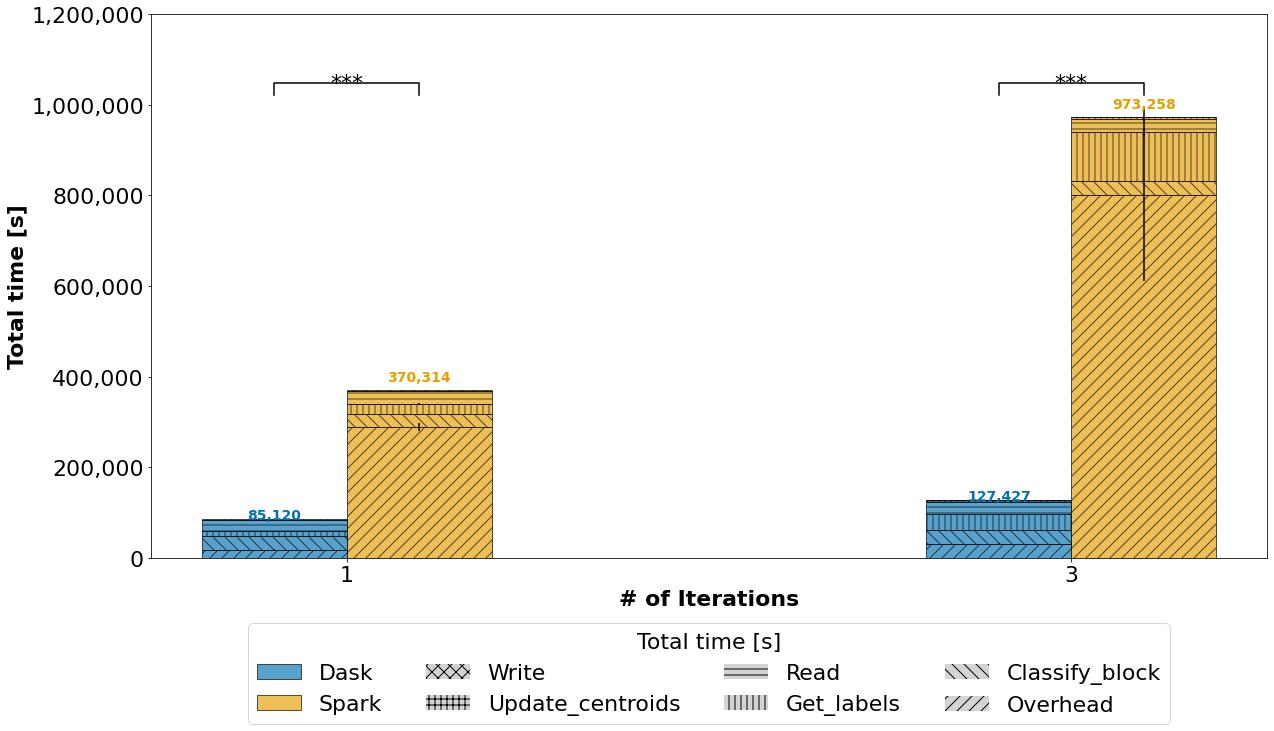 1,200,000
1,000,000
800,000
600,000
400,000
200,000
0
Total time [s]
***
***
973,258
370,314
127,427
85,120
1
3
# of Iterations
Total time [s]
Dask
Write
Read
Classify_block
Spark
Update_centroids
Get_labels
Overhead